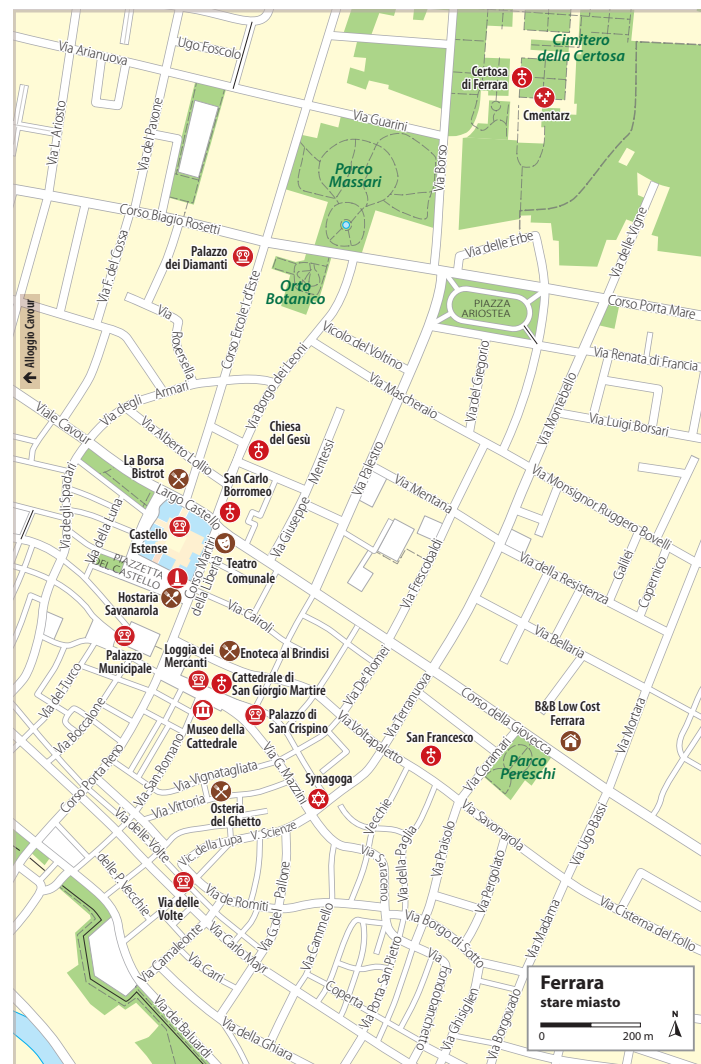 Via Arianuova
Ugo Foscolo
Cimitero
della Certosa
Certosa
di Ferrara
Cmentarz
Via L. Ariosto
Via del Pavone
Via Guarini
Via Borso
Parco
Massari
Via delle Vigne
Corso Biagio Rosetti
Via delle Erbe
Palazzo
dei Diamanti
Via F. del Cossa
Orto
Botanico
Corso Ercole I d'Este
PIAZZA
ARIOSTEA
Corso Porta Mare
Alloggio Cavour
Via
Roversella
Vicolo del Voltino
Via Renata di Francia
Via Borgo dei Leoni
Via Mascheraio
Via del Gregorio
Via Montebello
Via degli Armari
Viale Cavour
Via Alberto Lollio
Via Luigi Borsari
Chiesa
del Gesù
La Borsa
Bistrot
San Carlo
Borromeo
Via Giuseppe - Mentessi
Via Palestro
Via Mentana
Via Monsignor Ruggero Bovelli
Via degli Spadari
Via della Luna
Largo Castello
Castello
Estense
Teatro
Comunale
Corso Martiri
della Libertà
PIAZZETTA
DEL CASTELLO
Via Frescobaldi
Via della Resistenza
Galilei
Copernico
Hostaria
Savanarola
Via Cairoli
Via Bellaria
Palazzo
Municipale
Loggia dei
Mercanti
Enoteca al Brindisi
Cattedrale di
San Giorgio Martire
Via De' Romei
Via Terranuova
Corso della Giovecca
B&B Low Cost
Ferrara
Via Mortara
Via del Turco
Via Boccalone
Museo della
Cattedrale
Palazzo di
San Crispino
Via Voltapaletto
San Francesco
Via Coramari
Parco
Pereschi
Corso Porta Reno
Via San Romano
Via G. Mazzini
Via Vignatagliata
Via Vittoria
Synagoga
Osteria
del Ghetto
Via delle Volte
Vic. della Lupa
V. Scienze
Vecchie
Via della Paglia
Via Saraceno
Via Praisolo
Via Savonarola
Via Ugo Bassi
Via Pergolato
delle P. Vecchie
Via delle
Volte
Via de Romiti
Via G. del Pallone
Via Cammello
Via Borgo di Sotto
Via Cisterna del Follo
Via Madama
Via Camaleonte
Via Carri
Via Carlo Mayr
Via Porta San Pietro
Via Fondobanchetto
Via Ghisiglieri
Via Borgovado
Coperta
Via dei Baluardi
Via della Ghiara
Ferrara
stare miasto
0 200 m
N